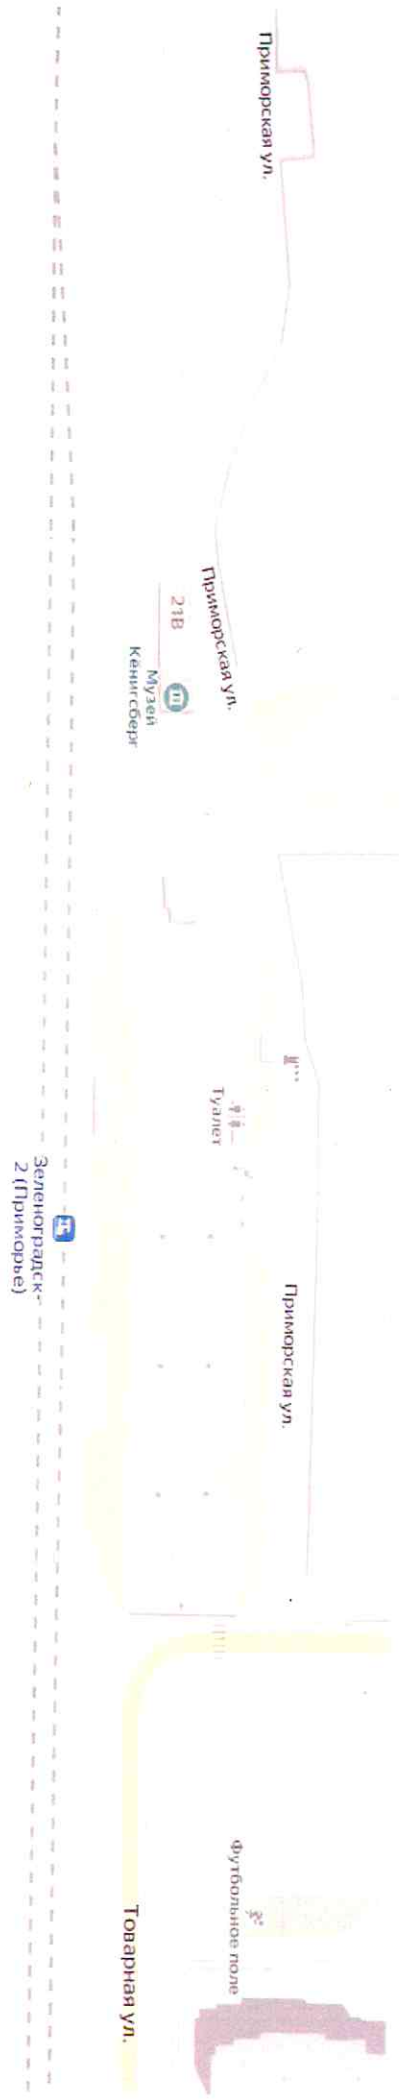 Приморская ул.
Приморская ул.
21В
Музей
Кёнигсберг
Туалет
Зеленоградск-
2 (Приморье)
Приморская ул.
Футбольное поле
Товарная ул.